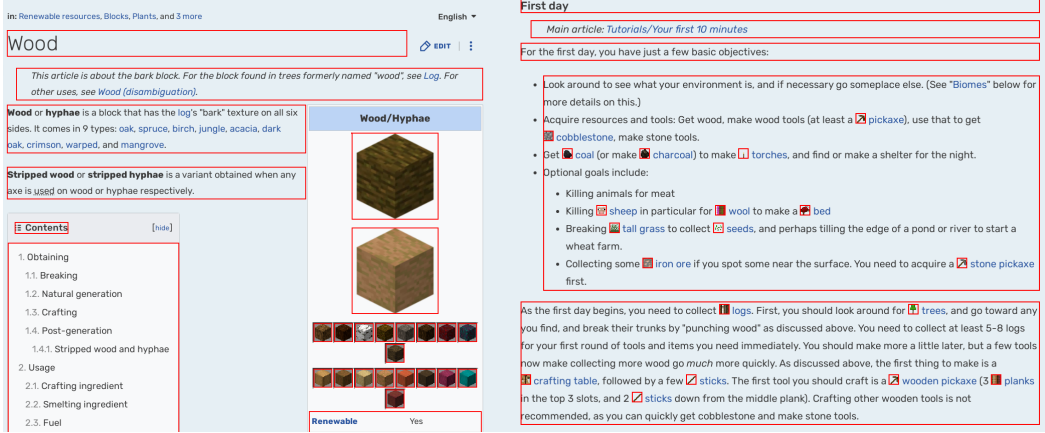 in: Renewable resources, Blocks, Plants, and 3 more
English
Wood
EDIT
This article is about the bark block. For the block found in trees formerly named "wood", see Log. For
other uses, see Wood (disambiguation).
Wood or hyphae is a block that has the log's "bark" texture on all six
sides. It comes in 9 types: oak, spruce, birch, jungle, acacia, dark
oak, crimson, warped, and mangrove.
Stripped wood or stripped hyphae is a variant obtained when any
axe is used on wood or hyphae respectively.
Contents [hide]
1. Obtaining
1.1. Breaking
1.2. Natural generation
1.3. Crafting
1.4. Post-generation
1.4.1. Stripped wood and hyphae
2. Usage
2.1. Crafting ingredient
2.2. Smelting ingredient
2.3. Fuel
Wood/Hyphae
Renewable Yes
First day
Main article: Tutorials/Your first 10 minutes
For the first day, you have just a few basic objectives:
• Look around to see what your environment is, and if necessary go someplace else. (See "Biomes" below for
more details on this.)
• Acquire resources and tools: Get wood, make wood tools (at least a pickaxe), use that to get
cobblestone, make stone tools.
• Get coal (or make charcoal) to make torches, and find or make a shelter for the night.
• Optional goals include:
• Killing animals for meat
• Killing sheep in particular for wool to make a bed
• Breaking tall grass to collect seeds, and perhaps tilling the edge of a pond or river to start a
wheat farm.
• Collecting some iron ore if you spot some near the surface. You need to acquire a stone pickaxe
first.
As the first day begins, you need to collect logs. First, you should look around for trees, and go toward any
you find, and break their trunks by "punching wood" as discussed above. You need to collect at least 5-8 logs
for your first round of tools and items you need immediately. You should make more a little later, but a few tools
now make collecting more wood go much more quickly. As discussed above, the first thing to make is a
crafting table, followed by a few sticks. The first tool you should craft is a wooden pickaxe (3 planks
in the top 3 slots, and 2 sticks down from the middle plank). Crafting other wooden tools is not
recommended, as you can quickly get cobblestone and make stone tools.